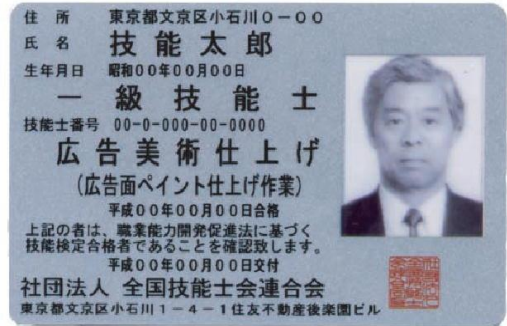 住所 東京都文京区小石川0-00
氏名 技能太郎
生年月日 昭和00年00月00日
一級技能士
技能士番号 00-0-000-00-0000
広告美術仕上げ
(広告面ペイント仕上げ作業)
平成00年00月00日合格
上記の者は、職業能力開発促進法に基づく
技能検定合格者であることを確認致します。
平成00年00月00日交付
社団法人 全国技能士会連合会
東京都文京区小石川1-4-1住友不動産後楽園ビル